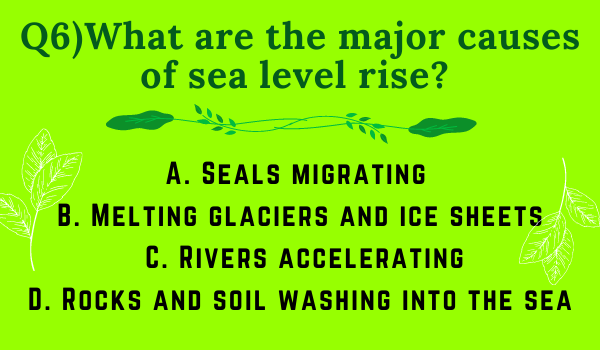 Q6)What are the major causes
of sea level rise?
A. Seals migrating
B. Melting glaciers and ice sheets
C. Rivers accelerating
D. Rocks and soil washing into the sea